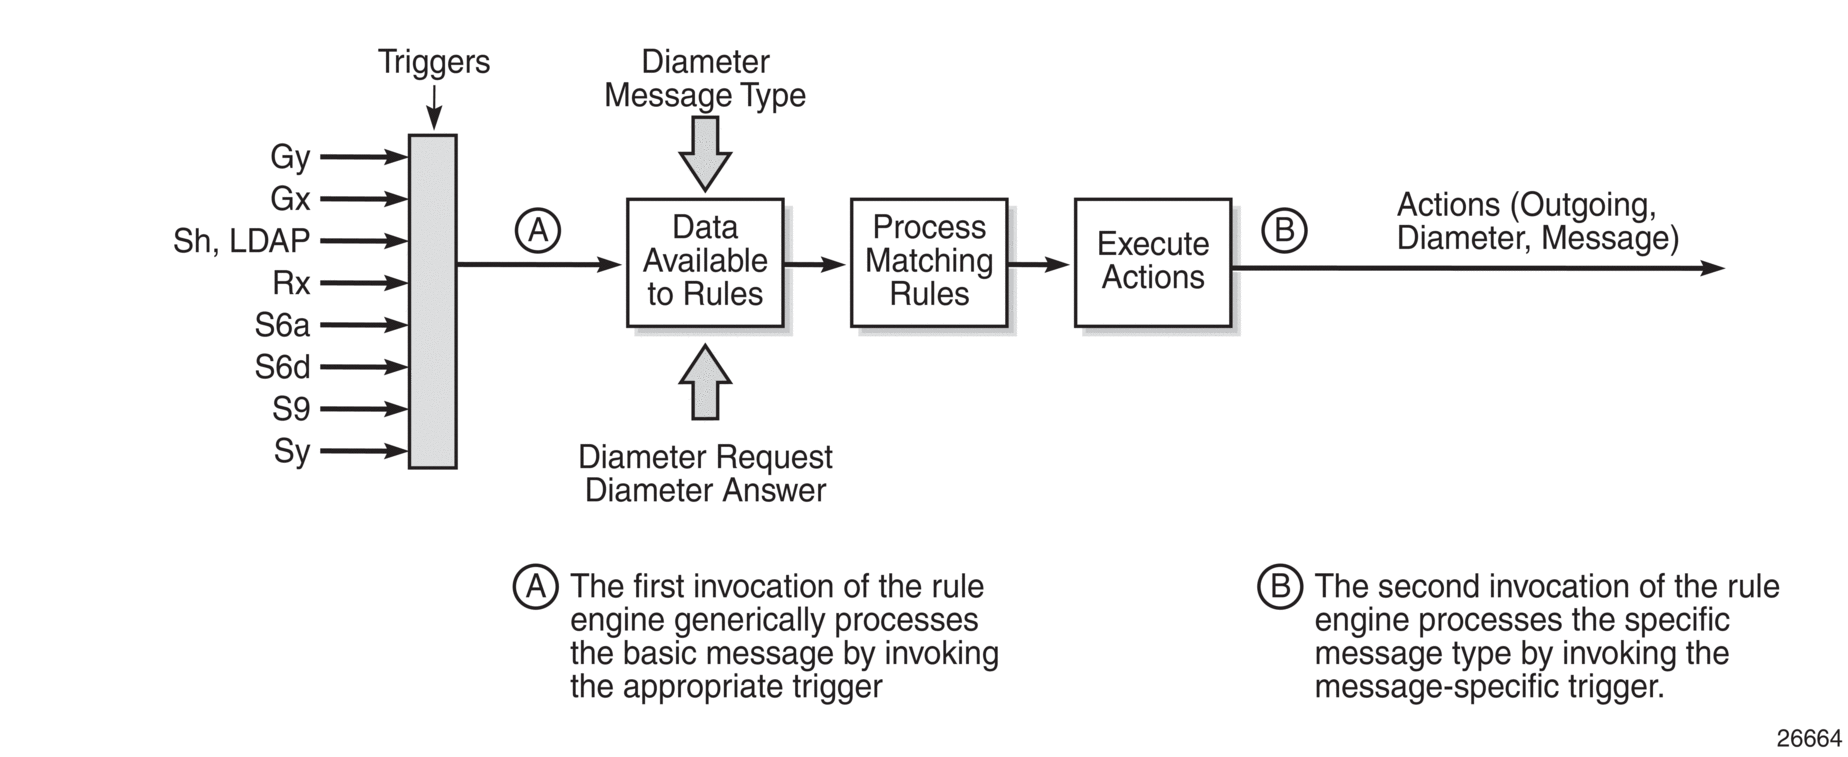 Triggers
Diameter
Message Type
Gy
Gx
Sh, LDAP
Rx
S6a
S6d
S9
Sy
A
Data
Available
to Rules
Process
Matching
Rules
Execute
Actions
B
Actions (Outgoing,
Diameter, Message)
Diameter Request
Diameter Answer
A The first invocation of the rule
engine generically processes
the basic message by invoking
the appropriate trigger
B The second invocation of the rule
engine processes the specific
message type by invoking the
message-specific trigger.
26664